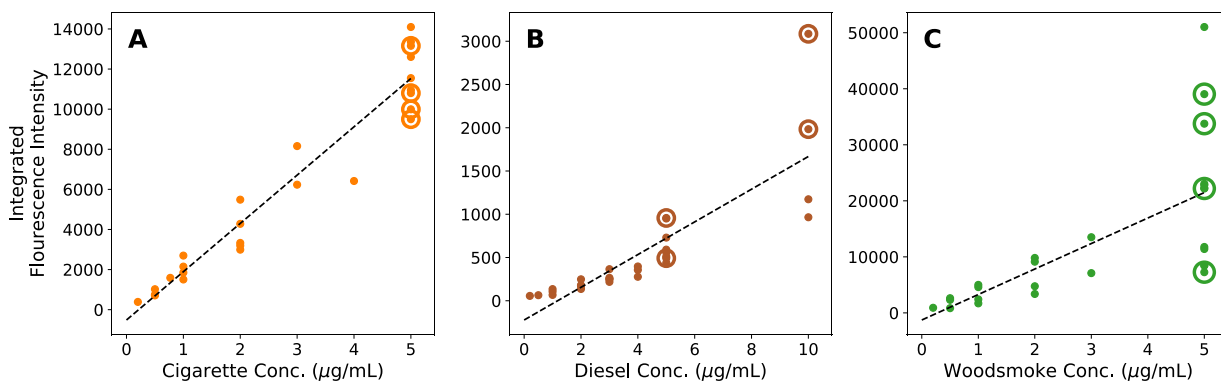 Integrated
Flourescence Intensity
A
14000
12000
10000
8000
6000
4000
2000
0
0 1 2 3 4 5
Cigarette Conc. (μg/mL)
B
3000
2500
2000
1500
1000
500
0
0 2 4 6 8 10
Diesel Conc. (μg/mL)
C
50000
40000
30000
20000
10000
0
0 1 2 3 4 5
Woodsmoke Conc. (μg/mL)